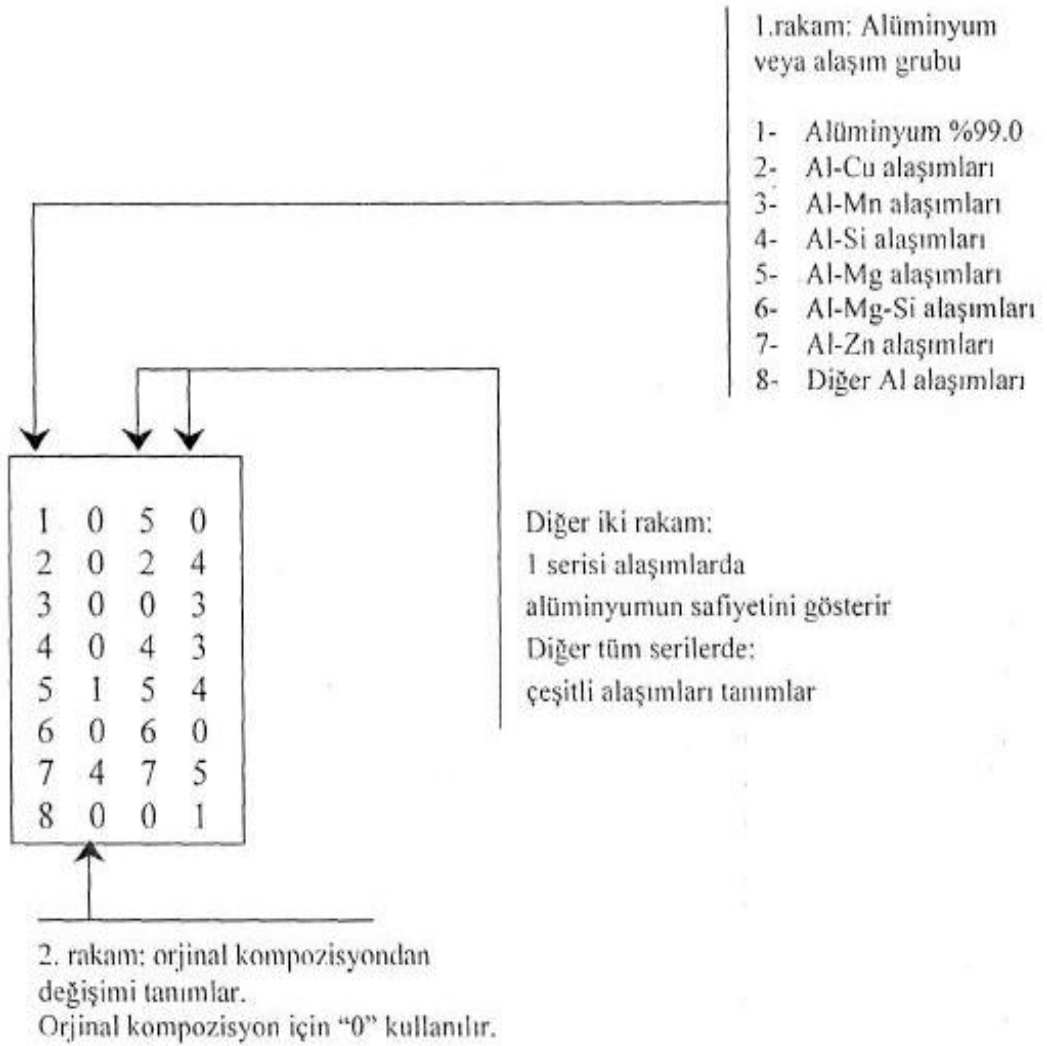 1.rakam: Alüminyum
veya alaşım grubu
1- Alüminyum %99.0
2- Al-Cu alaşımları
3- Al-Mn alaşımları
4- Al-Si alaşımları
5- Al-Mg alaşımları
6- Al-Mg-Si alaşımları
7- Al-Zn alaşımları
8- Diğer Al alaşımları
1 0 5 0
2 0 2 4
3 0 0 3
4 0 4 3
5 1 5 4
6 0 6 0
7 4 7 5
8 0 0 1
Diğer iki rakam:
1 serisi alaşımlarda
alüminyumun safiyetini gösterir
Diğer tüm serilerde:
çeşitli alaşımları tanımlar
2. rakam: orjinal kompozisyondan
değişimi tanımlar.
Orjinal kompozisyon için “0” kullanılır.